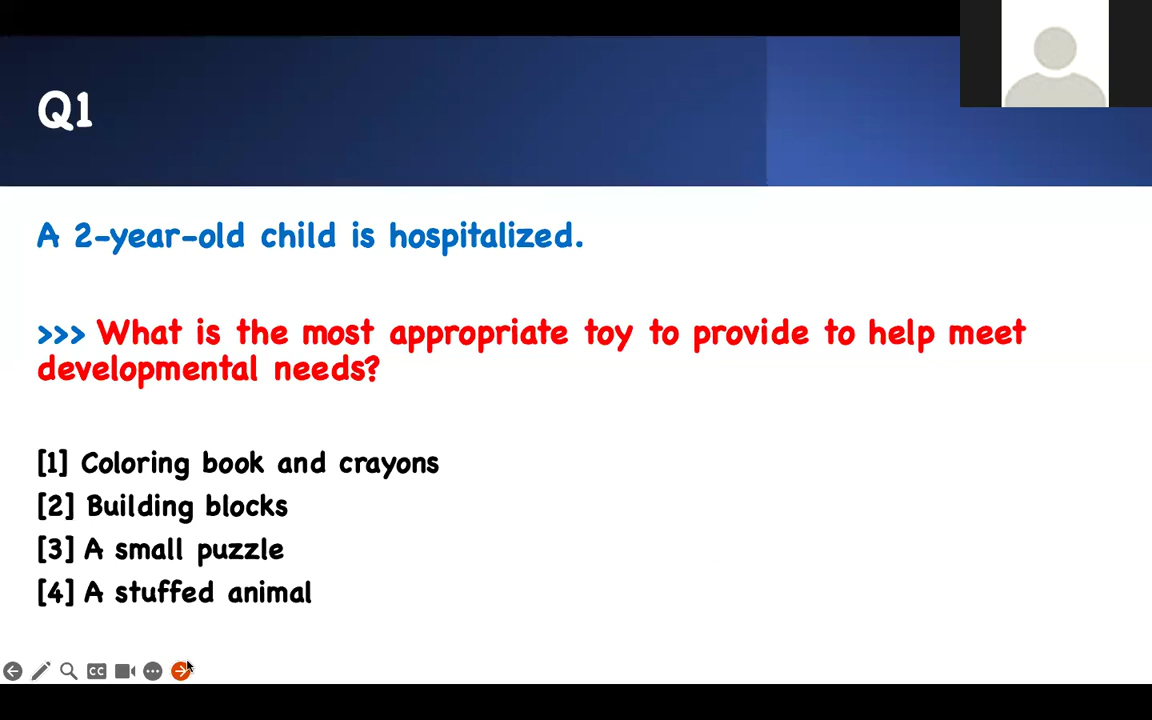 Q1
A 2-year-old child is hospitalized.
>>> What is the most appropriate toy to provide to help meet
developmental needs?
[1] Coloring book and crayons
[2] Building blocks
[3] A small puzzle
[4] A stuffed animal
CC